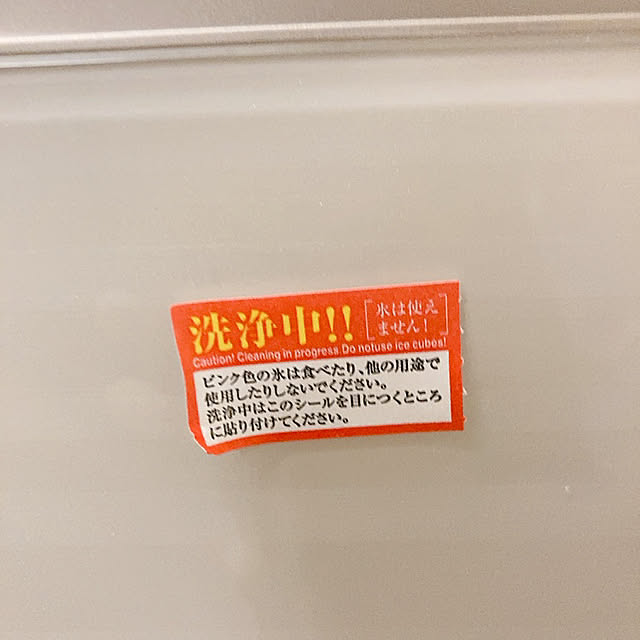 洗浄中!!
[氷は使え
ません!]
Caution! Cleaning in progress.Do notuse ice cubes!
ピンク色の氷は食べたり、他の用途で
使用したりしないでください。
洗浄中はこのシールを目につくところ
に貼り付けてください。